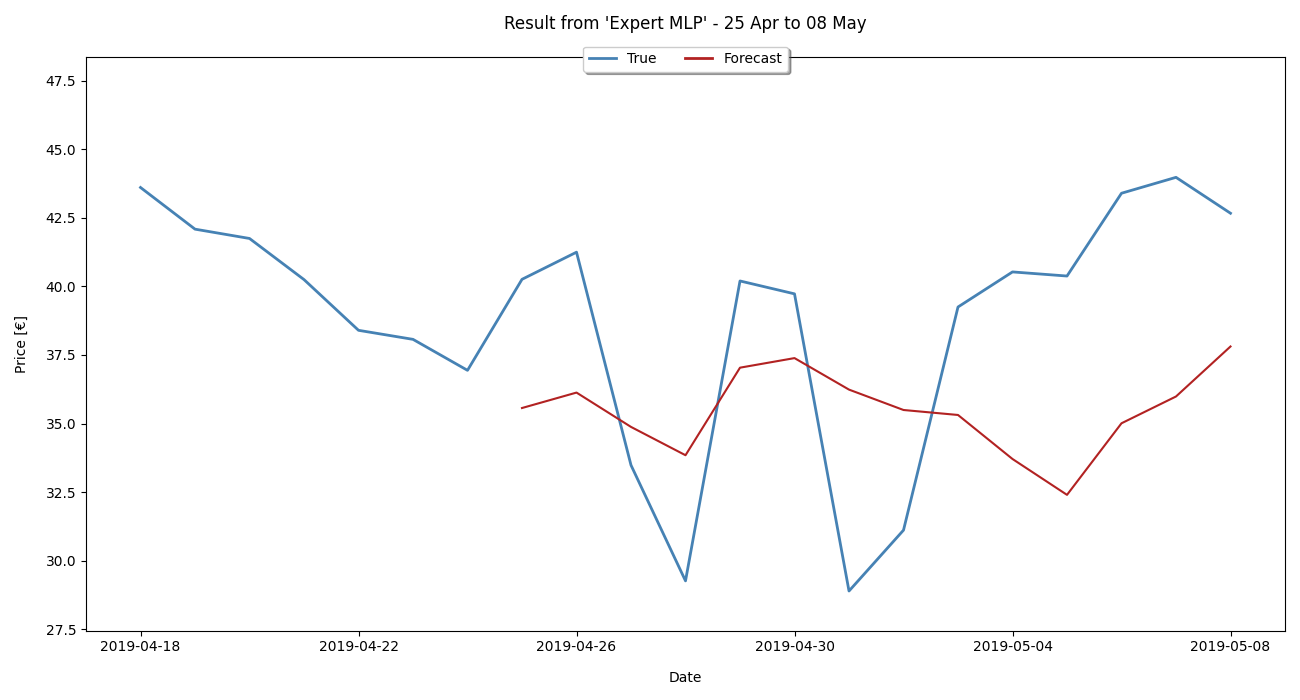 Result from 'Expert MLP' - 25 Apr to 08 May
True Forecast
47.5
45.0
42.5
40.0
37.5
35.0
32.5
30.0
27.5
Price [€]
2019-04-18 2019-04-22 2019-04-26 2019-04-30 2019-05-04 2019-05-08
Date